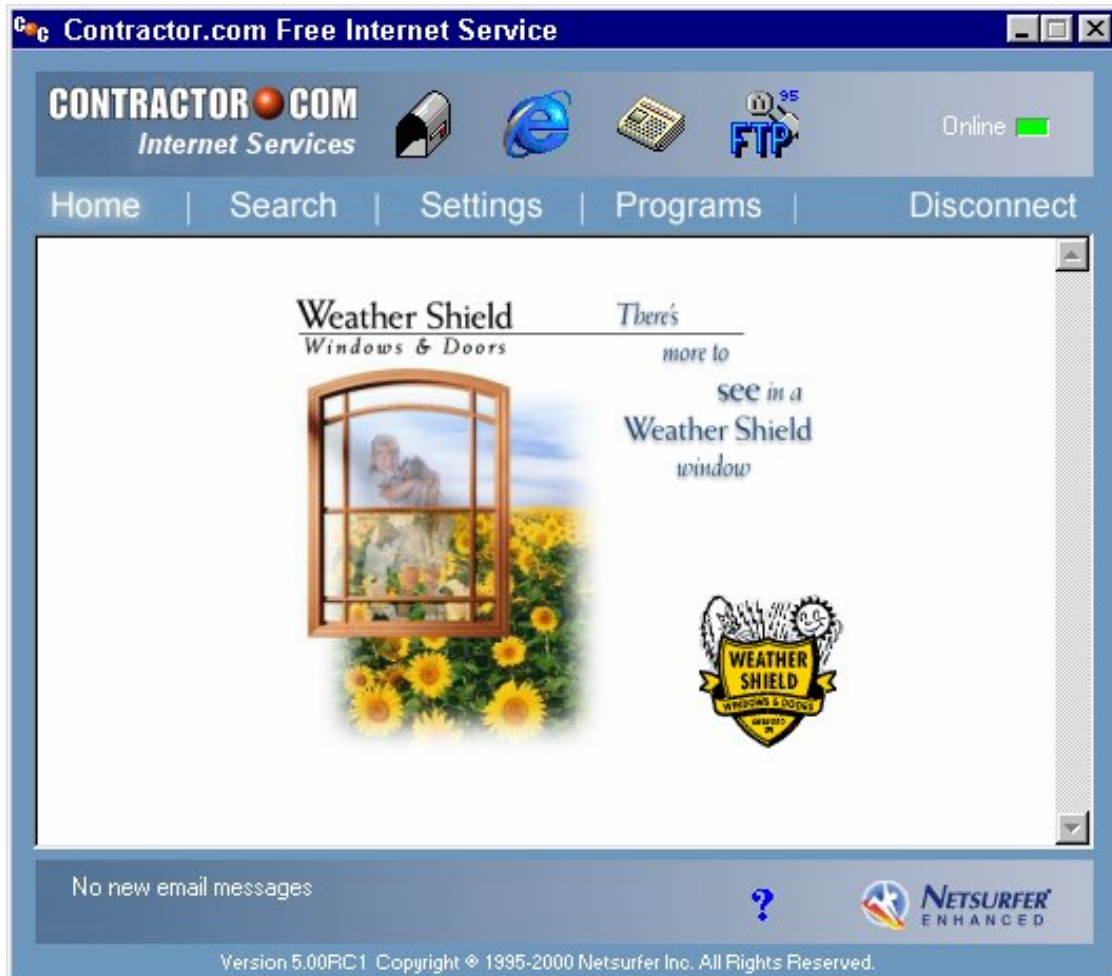 Contractor.com Free Internet Service
CONTRACTOR COM
Internet Services
95
FTP
Online
Home | Search | Settings | Programs | Disconnect
Weather Shield
Windows & Doors
There's
more to
see in a
Weather Shield
window
WEATHER
SHIELD
WINDOWS & DOORS
No new email messages
?
NETSURFER
ENHANCED
Version 5.00RC1 Copyright © 1995-2000 Netsurfer Inc. All Rights Reserved.